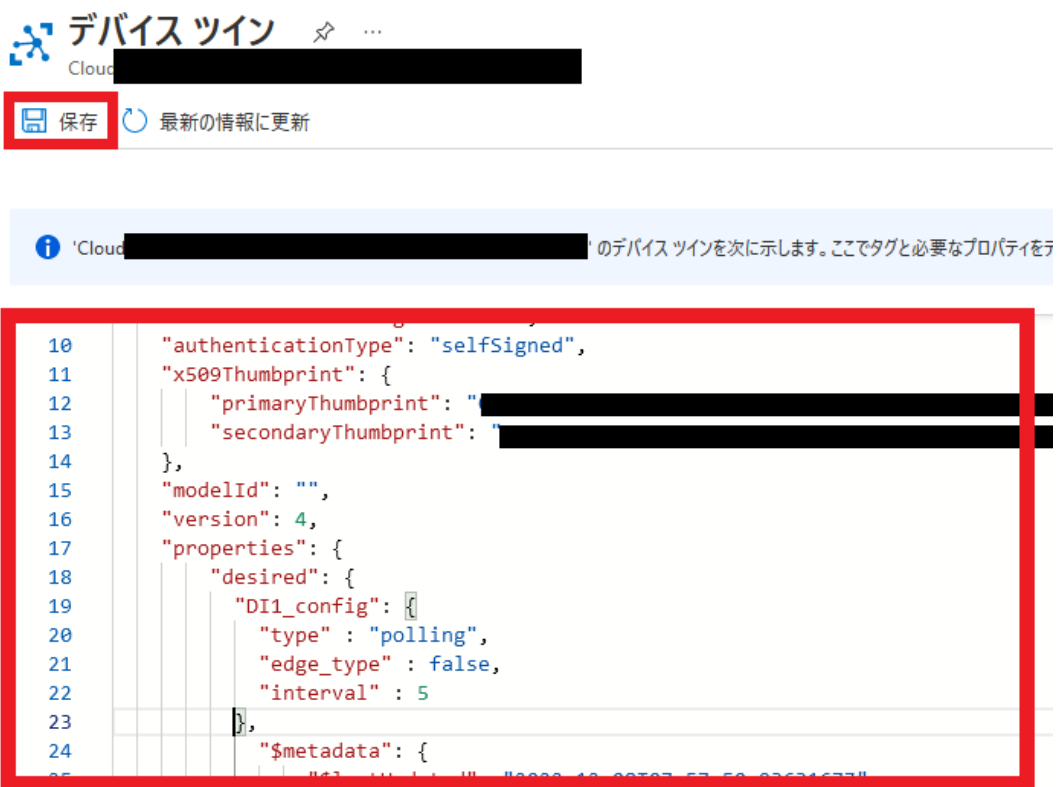 デバイス ツイン
Cloud
保存 最新の情報に更新
'Cloud ' のデバイス ツインを次に示します。ここでタグと必要なプロパティを
10 "authenticationType": "selfSigned",
11 "x509Thumbprint": {
12 "primaryThumbprint": "
13 "secondaryThumbprint": "
14 },
15 "modelId": "",
16 "version": 4,
17 "properties": {
18 "desired": {
19 "DI1_config": {
20 "type" : "polling",
21 "edge_type" : false,
22 "interval" : 5
23 },
24 "$metadata": {